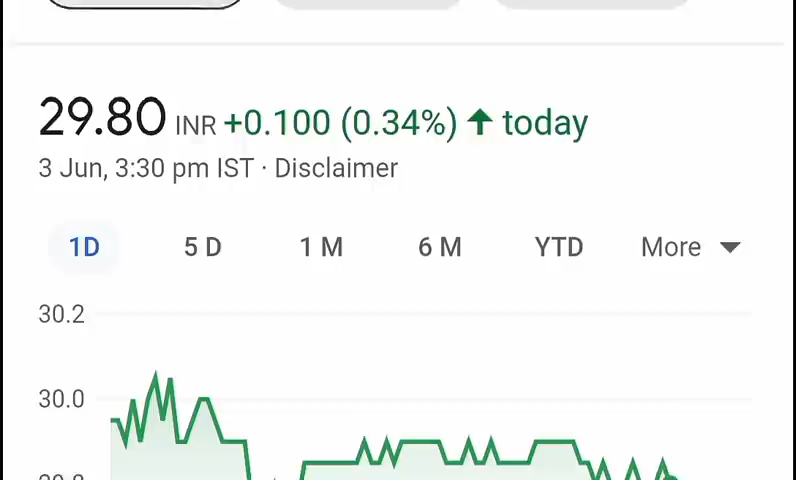 29.80 INR +0.100 (0.34%) ↑ today
3 Jun, 3:30 pm IST · Disclaimer
1D 5 D 1 M 6 M YTD More
30.2
30.0